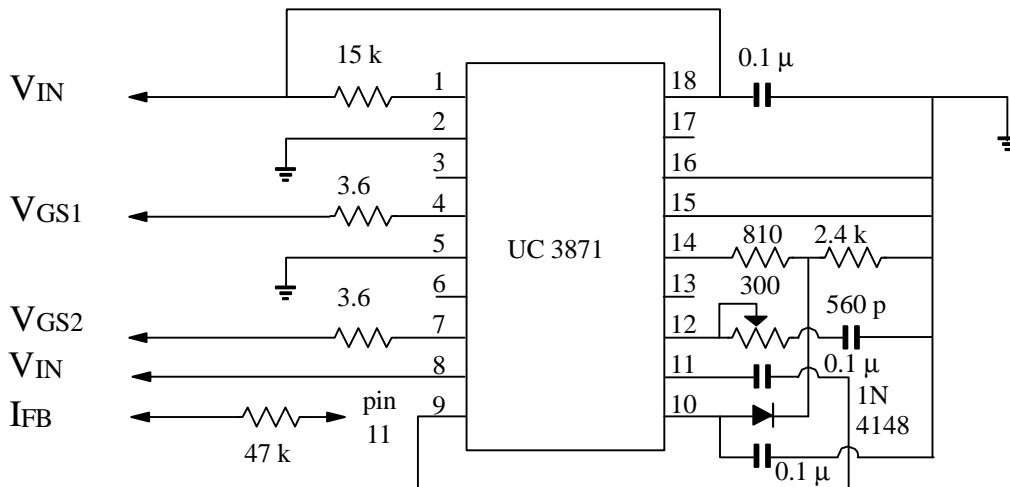 15 k
0.1 μ
VIN
1
18
2
17
3
16
3.6
VGS1
4
15
810
2.4 k
5
14
UC 3871
300
6
13
3.6
560 p
VGS2
7
12
VIN
8
11
0.1 μ
1N
4148
IFB
pin
11
9
10
47 k
0.1 μ